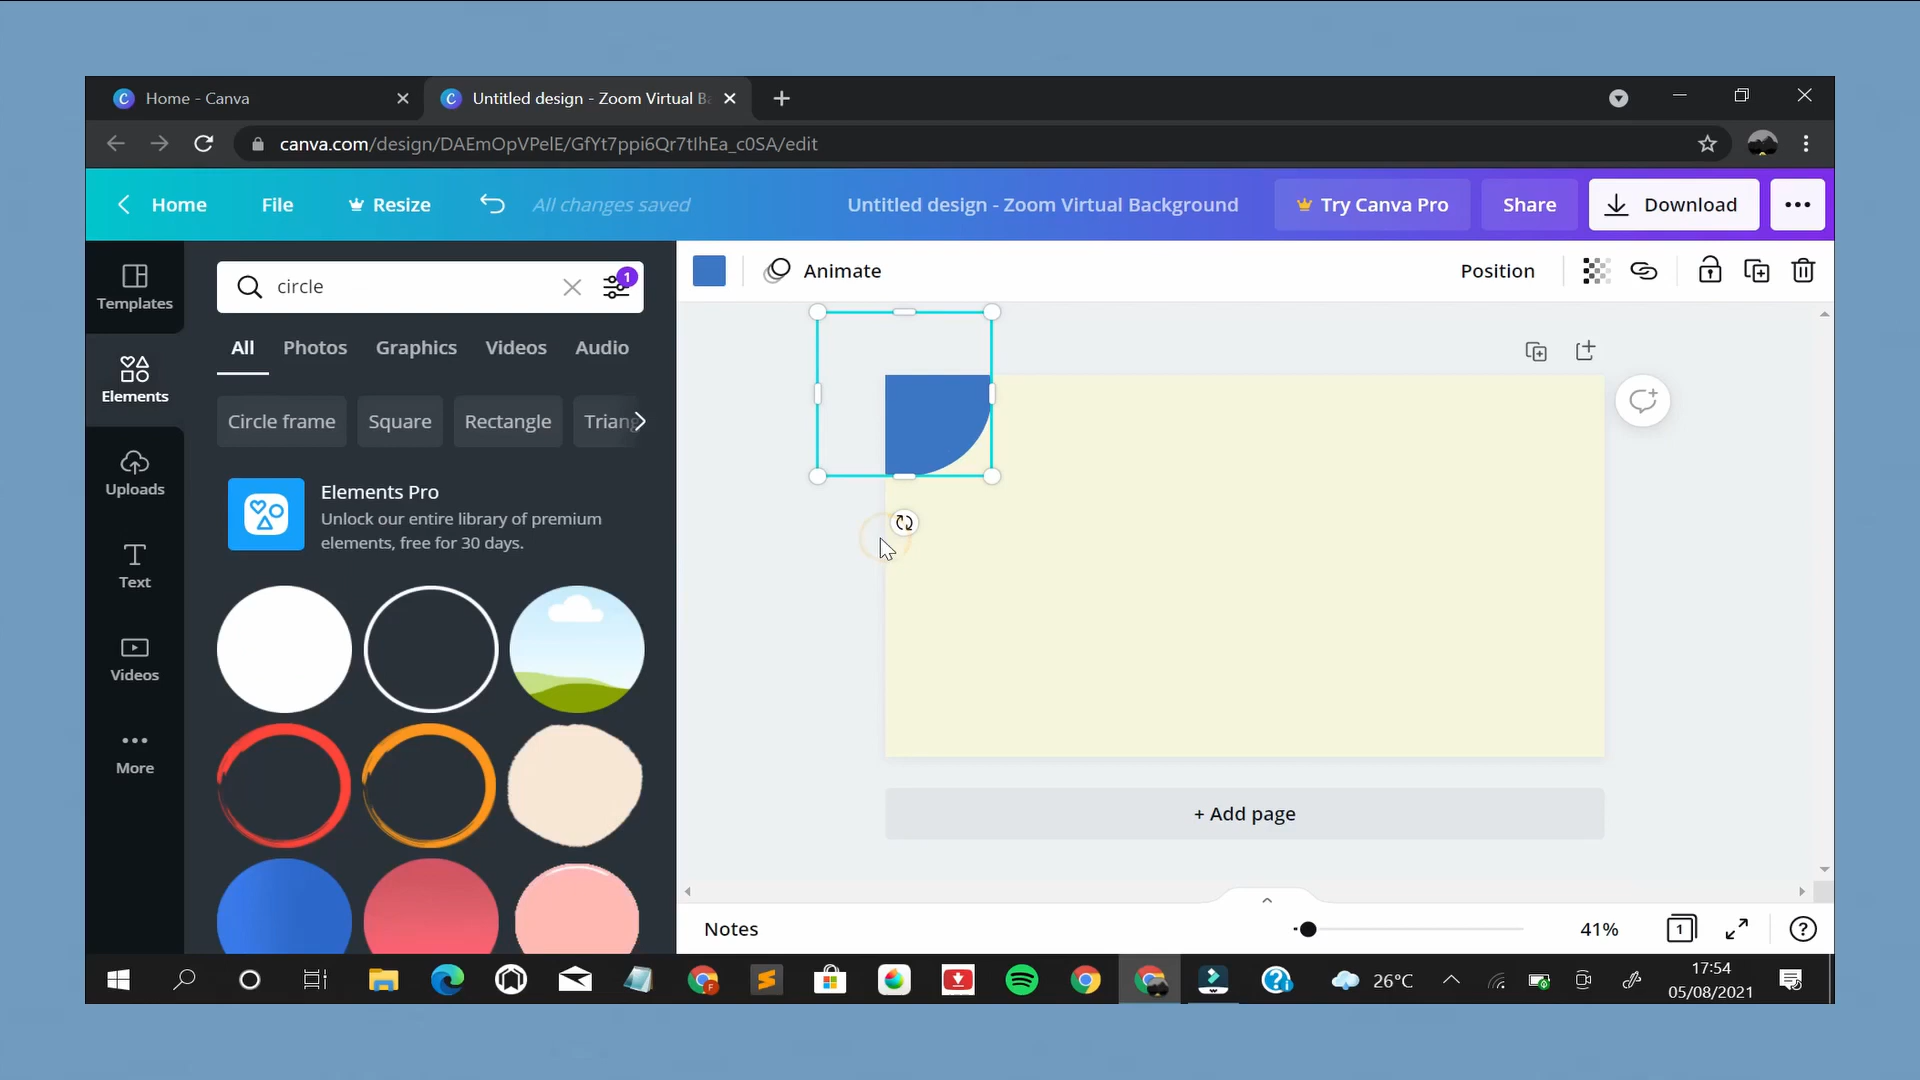 Home - Canva
Untitled design - Zoom Virtual B
canva.com/design/DAEmOpVPelE/GfYt7ppi6Qr7tIhEa_c0SA/edit
Home
File
Resize
All changes saved
Untitled design - Zoom Virtual Background
Try Canva Pro
Share
Download
Templates
Elements
Uploads
Text
Videos
More
circle
1
All
Photos
Graphics
Videos
Audio
Circle frame
Square
Rectangle
Triang
Elements Pro
Unlock our entire library of premium
elements, free for 30 days.
Animate
Position
+ Add page
Notes
41%
1
26°C
17:54
05/08/2021